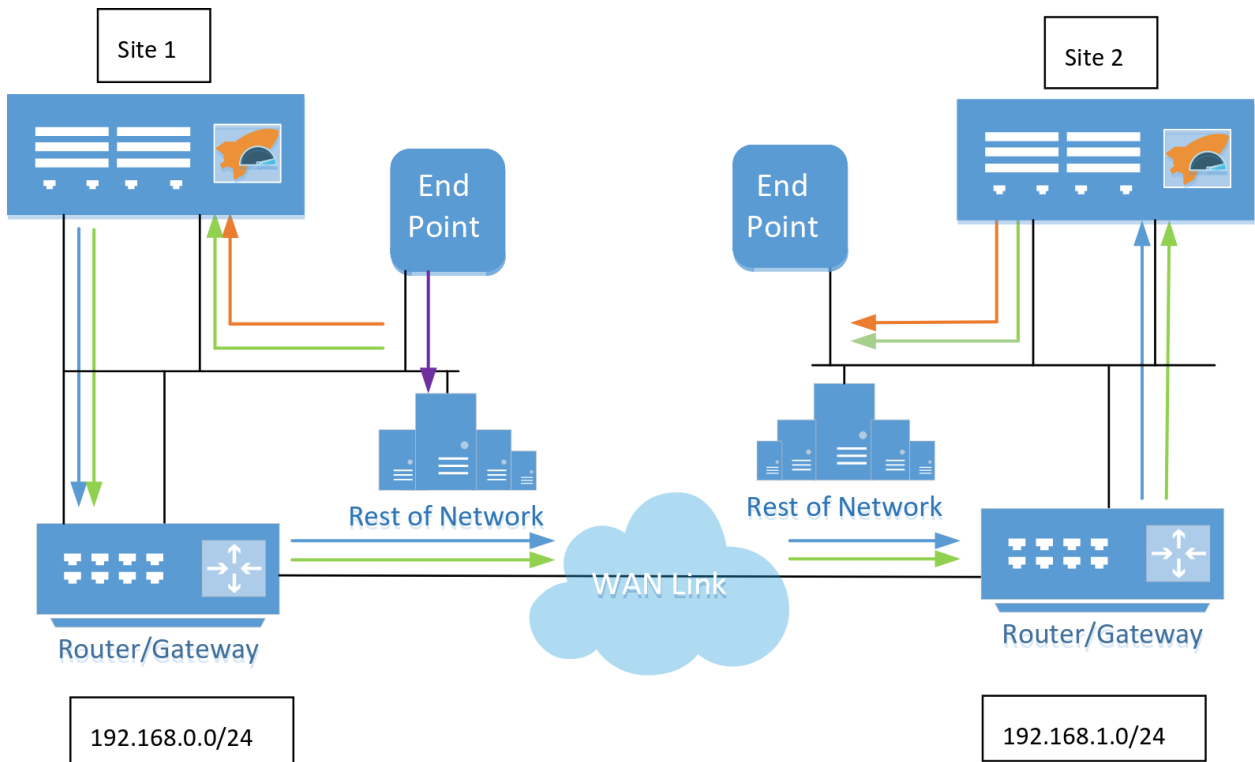 Site 1
Site 2
End
Point
End
Point
Rest of Network
Rest of Network
WAN Link
Router/Gateway
Router/Gateway
192.168.0.0/24
192.168.1.0/24